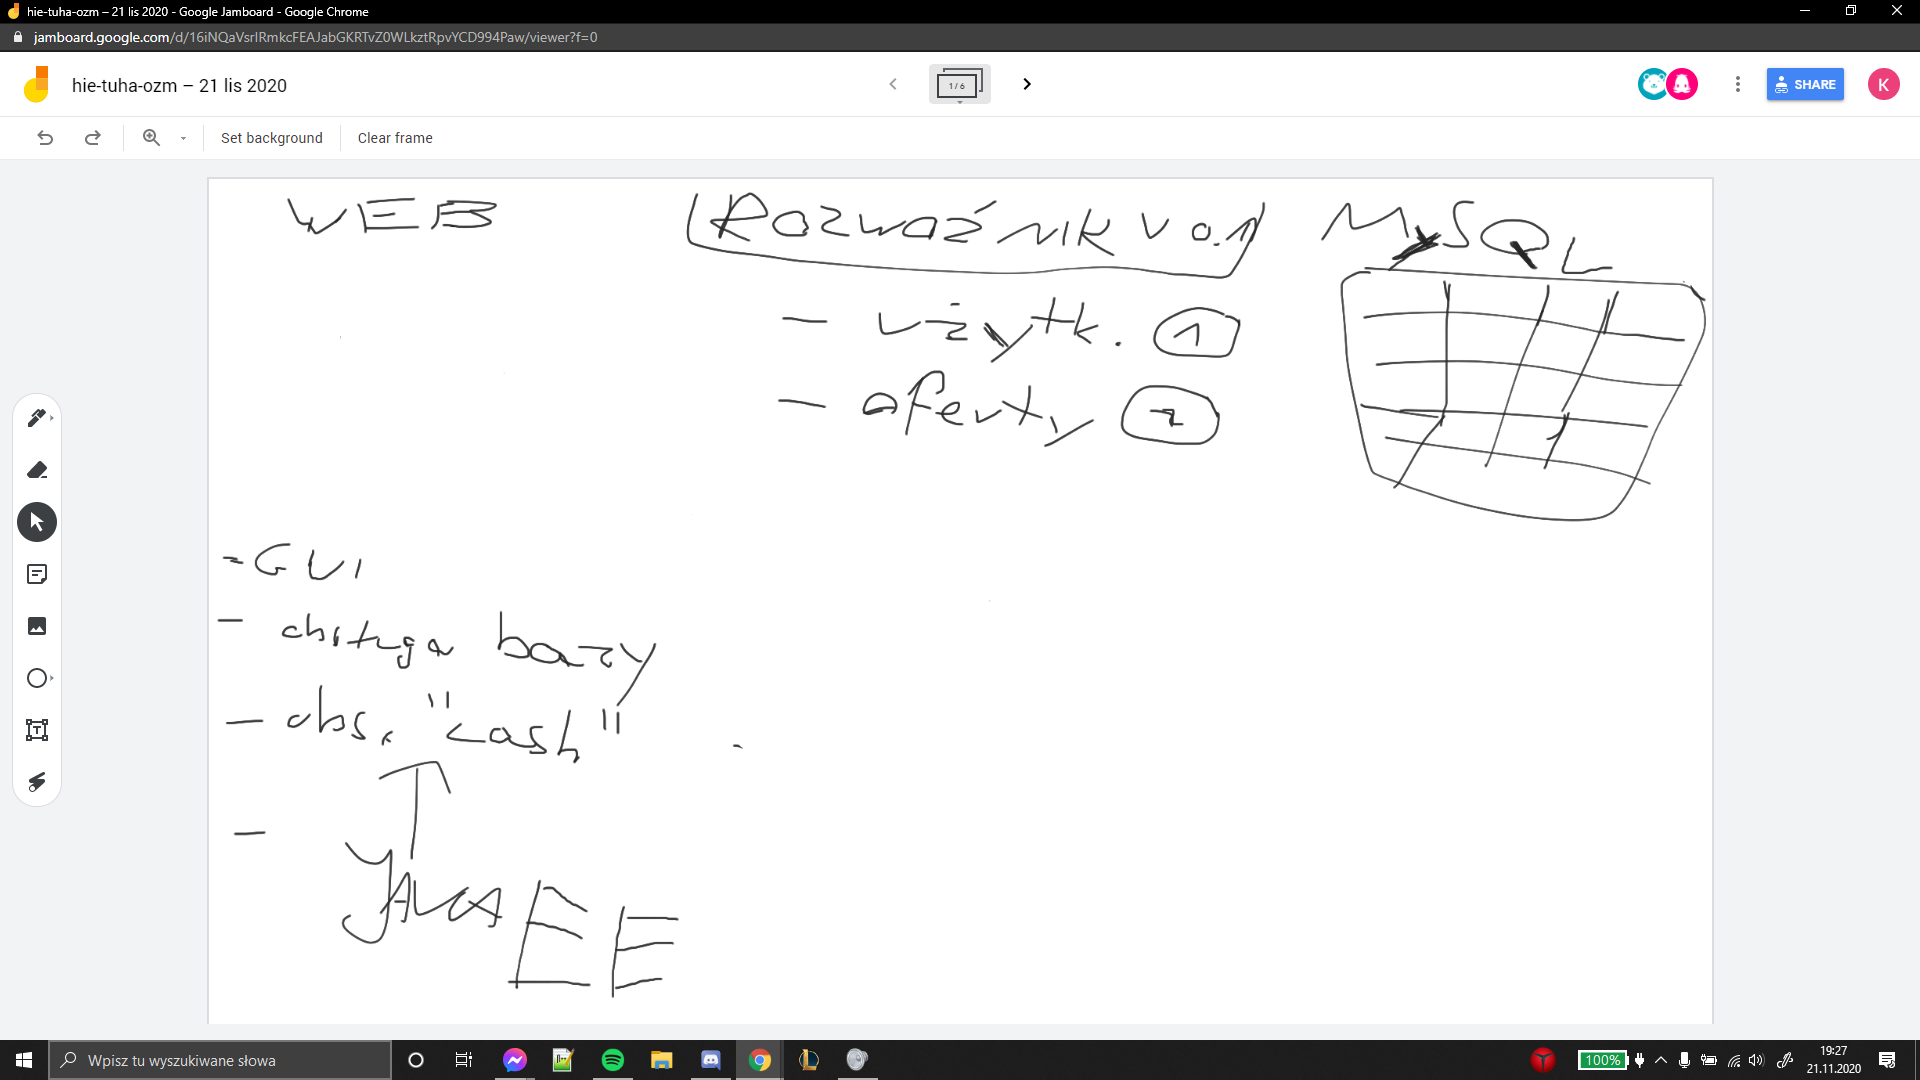 hie-tuha-ozm – 21 lis 2020 - Google Jamboard - Google Chrome
jamboard.google.com/d/16iNQaVsrlRmkcFEAJabGKRTvZ0WLkztRpvYCD994Paw/viewer?f=0
hie-tuha-ozm – 21 lis 2020
1 / 6
SHARE
K
Set background
Clear frame
WEB
ROZWOŹNIK V 0.1
MySQL
– użytk. 1
– oferty 2
- GUI
– obsługa bazy
– obs. "cash"
–
JAVA EE
Wpisz tu wyszukiwane słowa
100%
19:27
21.11.2020